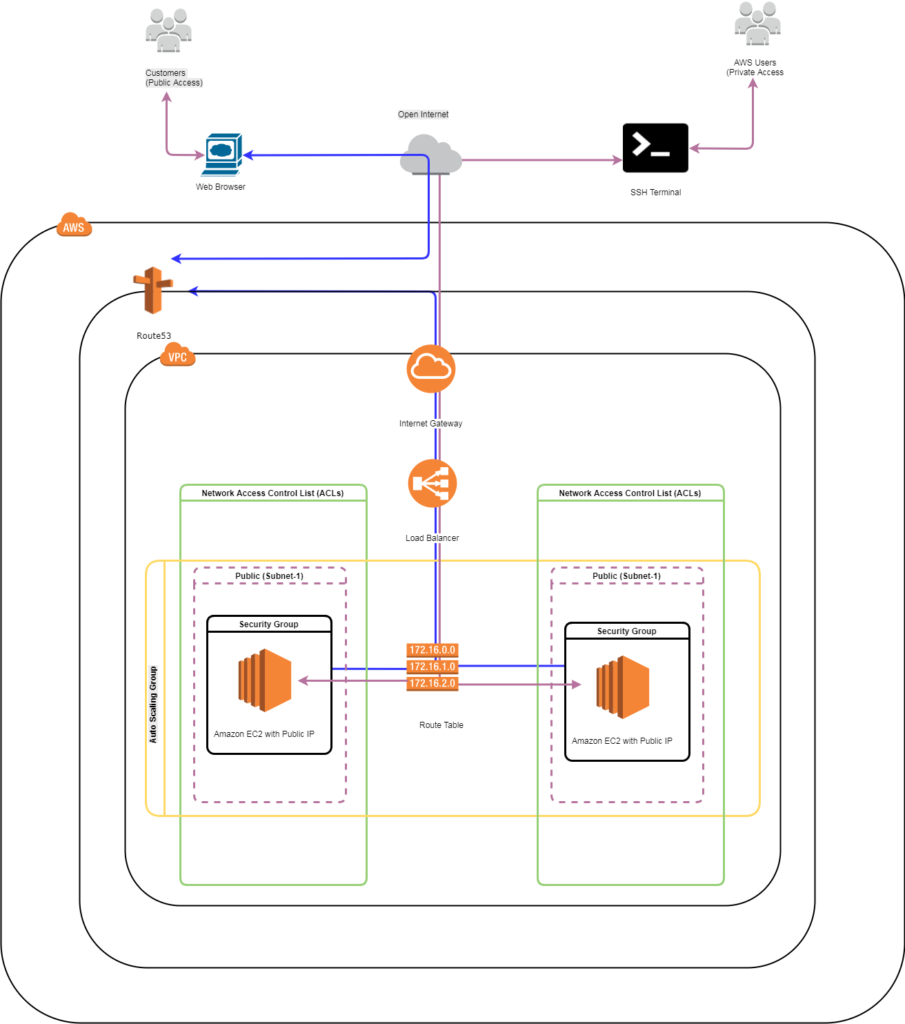 Customers
(Public Access)
AWS Users
(Private Access
Open Internet
Web Browser
SSH Terminal
AWS
Route53
VPC
Internet Gateway
Network Access Control List (ACLs)
Network Access Control List (ACLs)
Load Balancer
Public (Subnet-1)
Public (Subnet-1)
Security Group
Security Group
172.16.0.0
172.16.1.0
172.16.2.0
Auto Scaling Group
Route Table
Amazon EC2 with Public IP
Amazon EC2 with Public IP